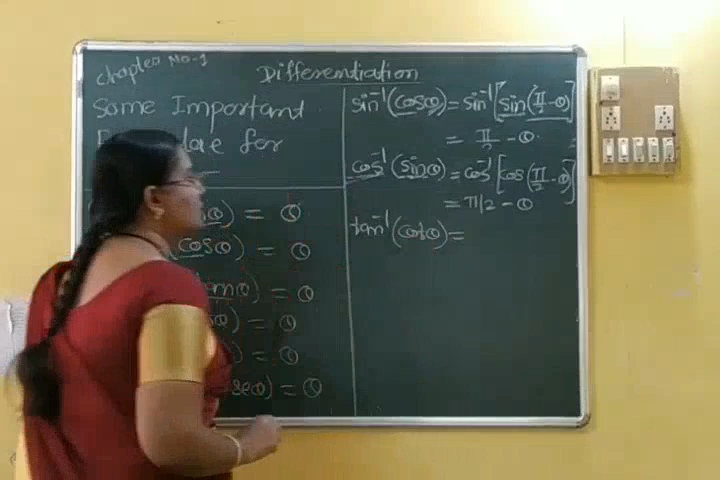 Chapter No-1
Differentiation
Some Important
for
θ) = θ
cosθ) = θ
tanθ) = θ
θ) = θ
) = θ
secθ) = θ
sin⁻¹(cosθ) = sin⁻¹[sin(π/2-θ)]
= π/2 - θ
cos⁻¹(sinθ) = cos⁻¹[cos(π/2-θ)]
= π/2 - θ
tan⁻¹(cotθ) =